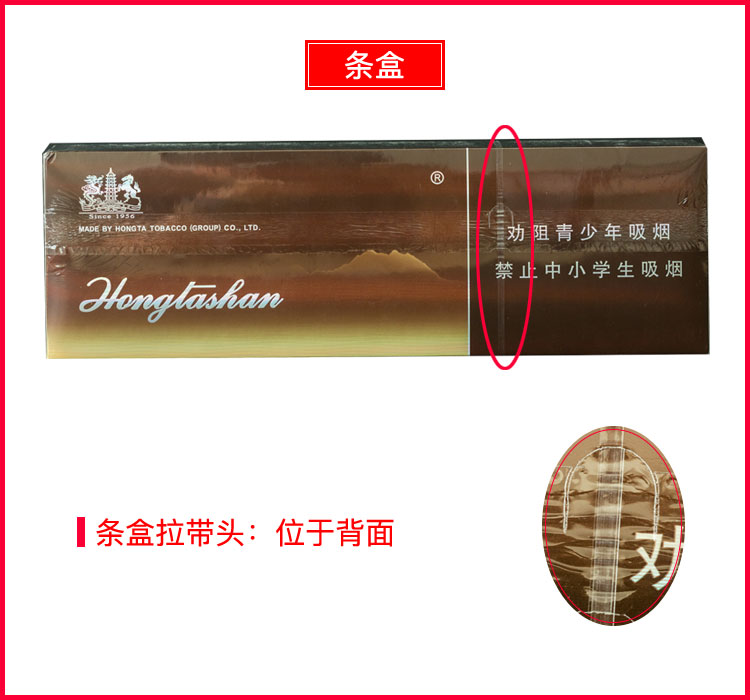 条盒
®
Since 1956
MADE BY HONGTA TOBACCO (GROUP) CO., LTD.
劝阻青少年吸烟
禁止中小学生吸烟
Hongtashan
条盒拉带头：位于背面
劝